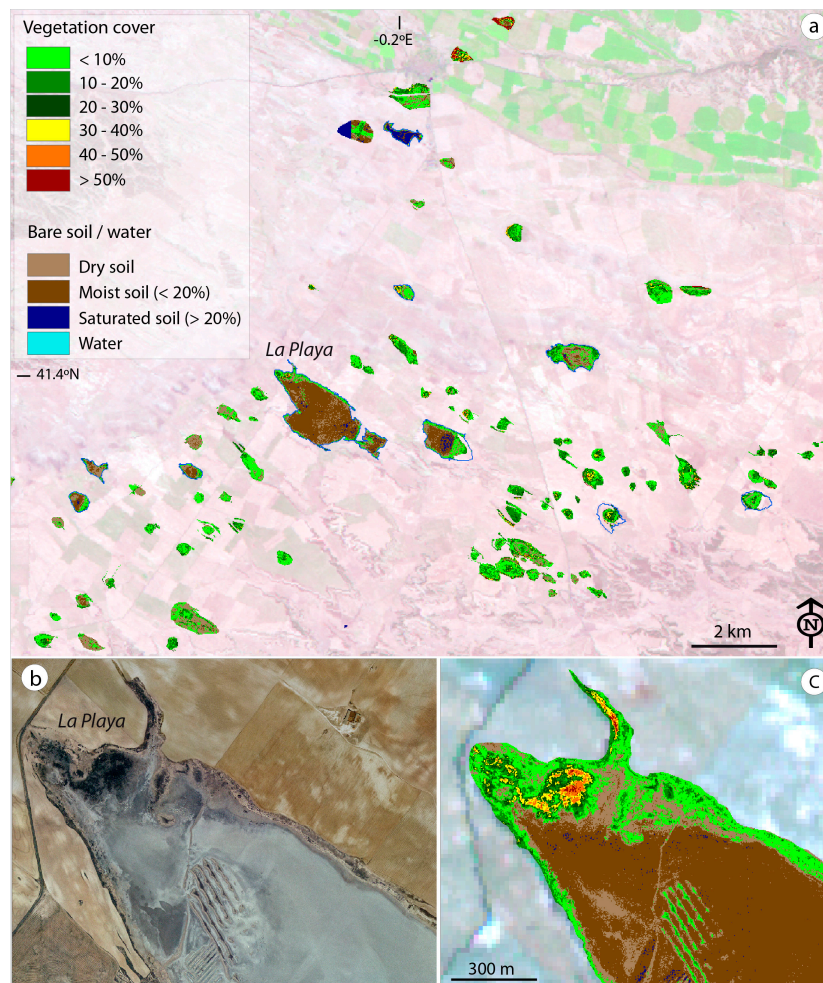 Vegetation cover
< 10%
10 - 20%
20 - 30%
30 - 40%
40 - 50%
> 50%
Bare soil / water
Dry soil
Moist soil (< 20%)
Saturated soil (> 20%)
Water
-0.2ºE
a
La Playa
41.4ºN
N
2 km
b
La Playa
C
300 m